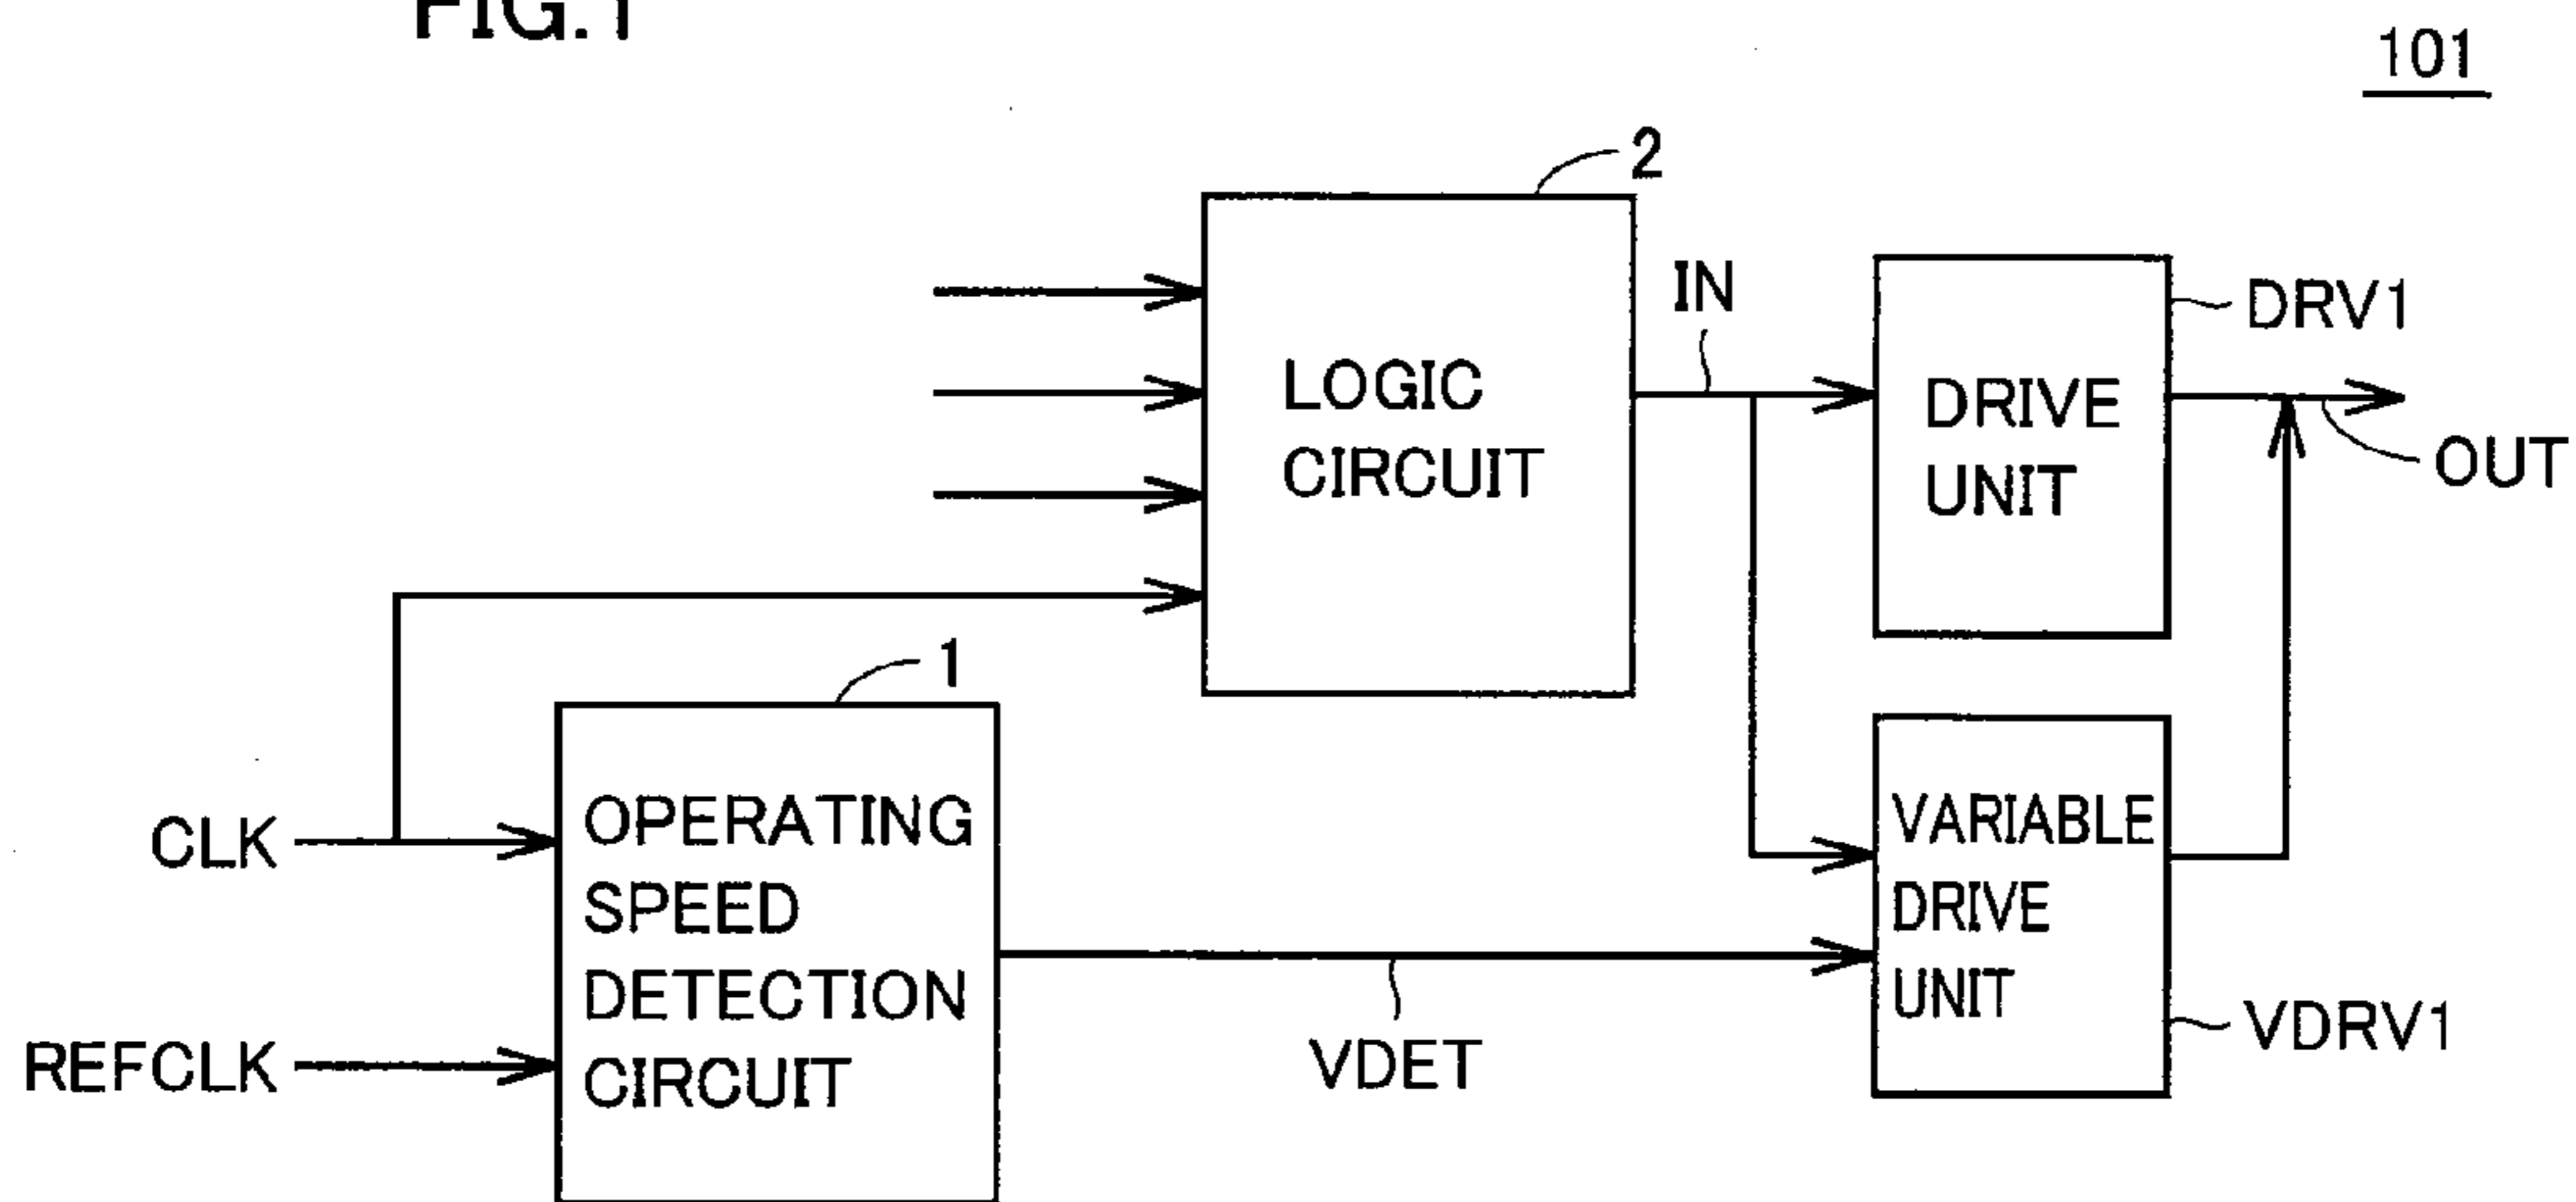 FIG.1
101
2
LOGIC
CIRCUIT
IN
DRIVE
UNIT
DRV1
OUT
1
CLK
REFCLK
OPERATING
SPEED
DETECTION
CIRCUIT
VDET
VARIABLE
DRIVE
UNIT
VDRV1